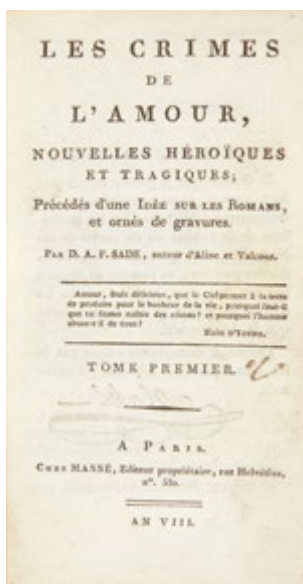 LES CRIMES
DE
L'AMOUR,
NOUVELLES HÉROÏQUES
ET TRAGIQUES;
Précédés d'une IDÉE SUR LES ROMANS,
et ornés de gravures.
PAR D. A. F. SADE, auteur d'Aline et Valcour.
Amour, fruit délicieux, que le Ciel permet à la terre
de produire pour le bonheur de la vie, pourquoi faut-il
que tu fasses naître des crimes? et pourquoi l'homme
abuse-t-il de tout?
TOME PREMIER.
A PARIS.
CHEZ MASSÉ, Editeur propriétaire, rue Helvétius,
n°. 580.
AN VIII.